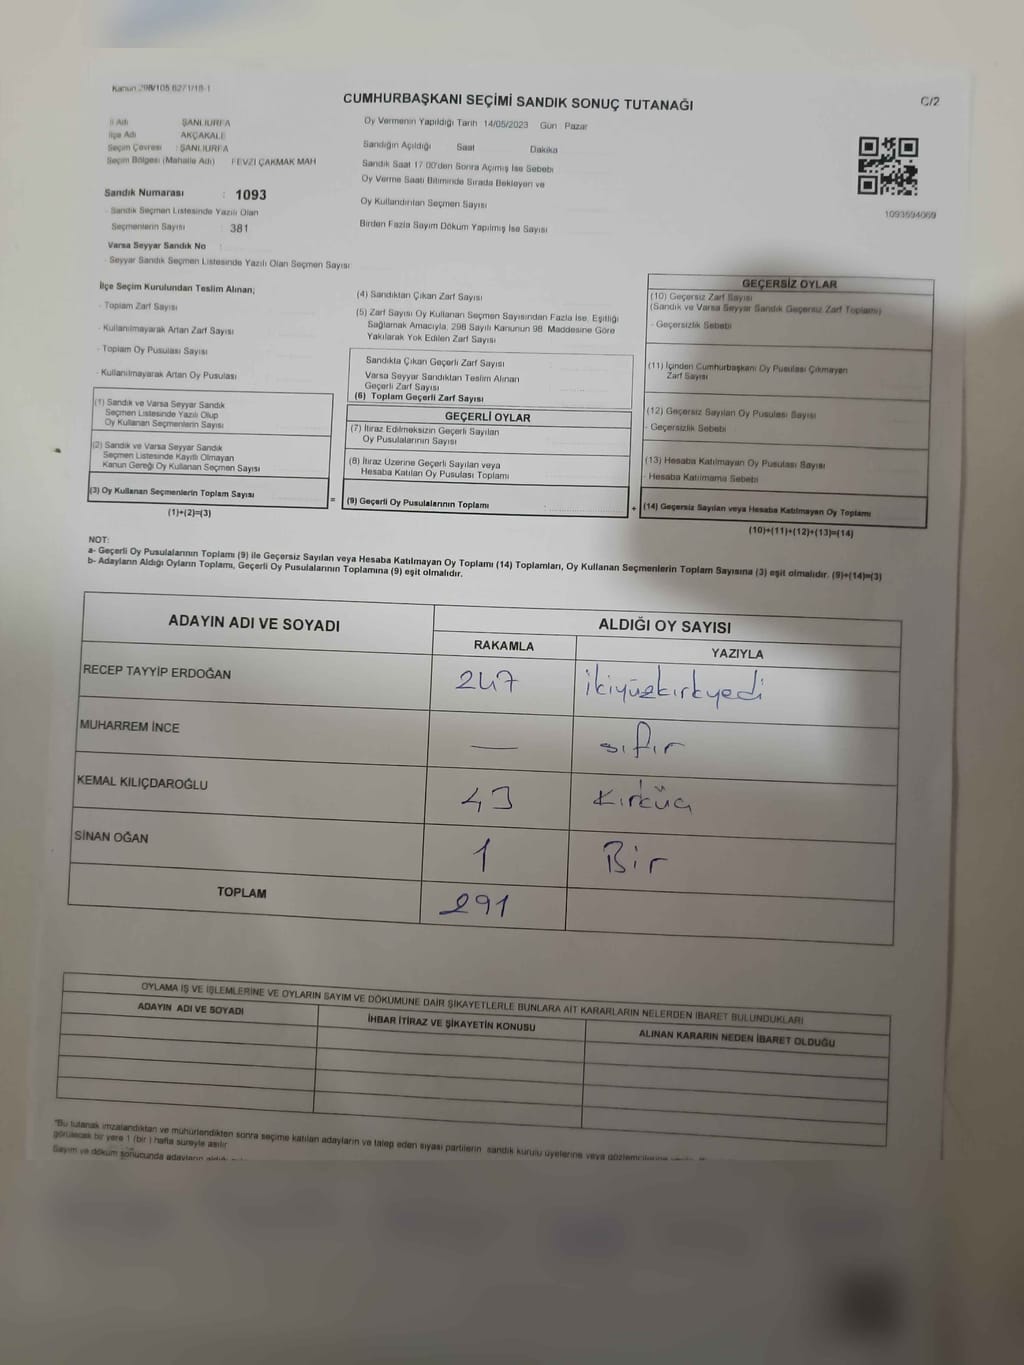 Kanun 298/105 6271/18-1
CUMHURBAŞKANI SEÇİMİ SANDIK SONUÇ TUTANAĞI
C/2
İl Adı ŞANLIURFA
İlçe Adı AKÇAKALE
Seçim Çevresi : ŞANLIURFA
Seçim Bölgesi (Mahalle Adı) FEVZİ ÇAKMAK MAH
Sandık Numarası : 1093
- Sandık Seçmen Listesinde Yazılı Olan
Seçmenlerin Sayısı : 381
Varsa Seyyar Sandık No :
- Seyyar Sandık Seçmen Listesinde Yazılı Olan Seçmen Sayısı
Oy Vermenin Yapıldığı Tarih 14/05/2023 Gün Pazar
Sandığın Açıldığı Saat Dakika
Sandık Saat 17:00'den Sonra Açılmış İse Sebebi
Oy Verme Saati Bitiminde Sırada Bekleyen ve
Oy Kullandırılan Seçmen Sayısı
Birden Fazla Sayım Döküm Yapılmış İse Sayısı
1093594069
İlçe Seçim Kurulundan Teslim Alınan;
- Toplam Zarf Sayısı
- Kullanılmayarak Artan Zarf Sayısı
- Toplam Oy Pusulası Sayısı
- Kullanılmayarak Artan Oy Pusulası
(1) Sandık ve Varsa Seyyar Sandık
Seçmen Listesinde Yazılı Olup
Oy Kullanan Seçmenlerin Sayısı
(2) Sandık ve Varsa Seyyar Sandık
Seçmen Listesinde Kayıtlı Olmayan
Kanun Gereği Oy Kullanan Seçmen Sayısı
(3) Oy Kullanan Seçmenlerin Toplam Sayısı
(1)+(2)=(3)
=
(4) Sandıktan Çıkan Zarf Sayısı
(5) Zarf Sayısı Oy Kullanan Seçmen Sayısından Fazla İse, Eşitliği
Sağlamak Amacıyla, 298 Sayılı Kanunun 98. Maddesine Göre
Yakılarak Yok Edilen Zarf Sayısı
Sandıkta Çıkan Geçerli Zarf Sayısı
Varsa Seyyar Sandıktan Teslim Alınan
Geçerli Zarf Sayısı
(6) Toplam Geçerli Zarf Sayısı
GEÇERLİ OYLAR
(7) İtiraz Edilmeksizin Geçerli Sayılan
Oy Pusulalarının Sayısı
(8) İtiraz Üzerine Geçerli Sayılan veya
Hesaba Katılan Oy Pusulası Toplamı
(9) Geçerli Oy Pusulalarının Toplamı
+
GEÇERSİZ OYLAR
(10) Geçersiz Zarf Sayısı
(Sandık ve Varsa Seyyar Sandık Geçersiz Zarf Toplamı)
- Geçersizlik Sebebi
(11) İçinden Cumhurbaşkanı Oy Pusulası Çıkmayan
Zarf Sayısı
(12) Geçersiz Sayılan Oy Pusulası Sayısı
- Geçersizlik Sebebi
(13) Hesaba Katılmayan Oy Pusulası Sayısı
- Hesaba Katılmama Sebebi
(14) Geçersiz Sayılan veya Hesaba Katılmayan Oy Toplamı
(10)+(11)+(12)+(13)=(14)
NOT:
a- Geçerli Oy Pusulalarının Toplamı (9) ile Geçersiz Sayılan veya Hesaba Katılmayan Oy Toplamı (14) Toplamları, Oy Kullanan Seçmenlerin Toplam Sayısına (3) eşit olmalıdır. (9)+(14)=(3)
b- Adayların Aldığı Oyların Toplamı, Geçerli Oy Pusulalarının Toplamına (9) eşit olmalıdır.
ADAYIN ADI VE SOYADI ALDIĞI OY SAYISI
RAKAMLA YAZIYLA
RECEP TAYYİP ERDOĞAN 247 ikiyüzkırkyedi
MUHARREM İNCE — sıfır
KEMAL KILIÇDAROĞLU 43 Kırküç
SİNAN OĞAN 1 Bir
TOPLAM 291
OYLAMA İŞ VE İŞLEMLERİNE VE OYLARIN SAYIM VE DÖKÜMÜNE DAİR ŞİKAYETLERLE BUNLARA AİT KARARLARIN NELERDEN İBARET BULUNDUKLARI
ADAYIN ADI VE SOYADI İHBAR İTİRAZ VE ŞİKAYETİN KONUSU ALINAN KARARIN NEDEN İBARET OLDUĞU
"Bu tutanak imzalandıktan ve mühürlendikten sonra seçime katılan adayların ve talep eden siyasi partilerin sandık kurulu üyelerine veya gözlemcilerine
görülecek bir yere 1 (bir ) hafta süreyle asılır
Sayım ve döküm sonucunda adayların